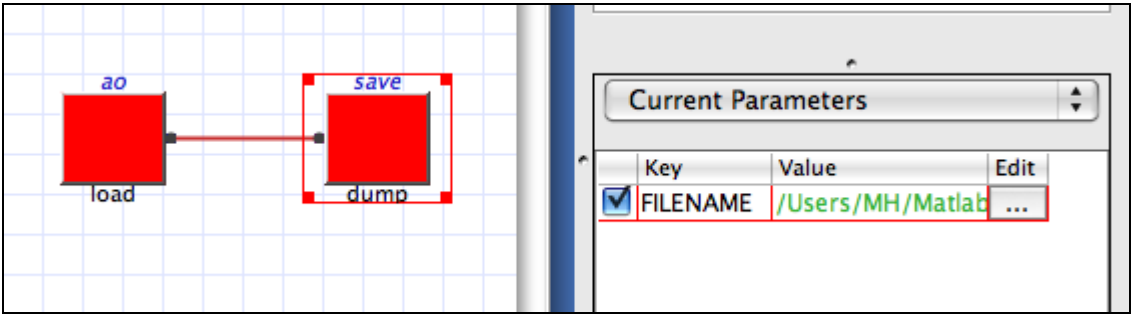 ao
save
load
dump
Current Parameters
Key Value Edit
FILENAME /Users/MH/Matlab ...